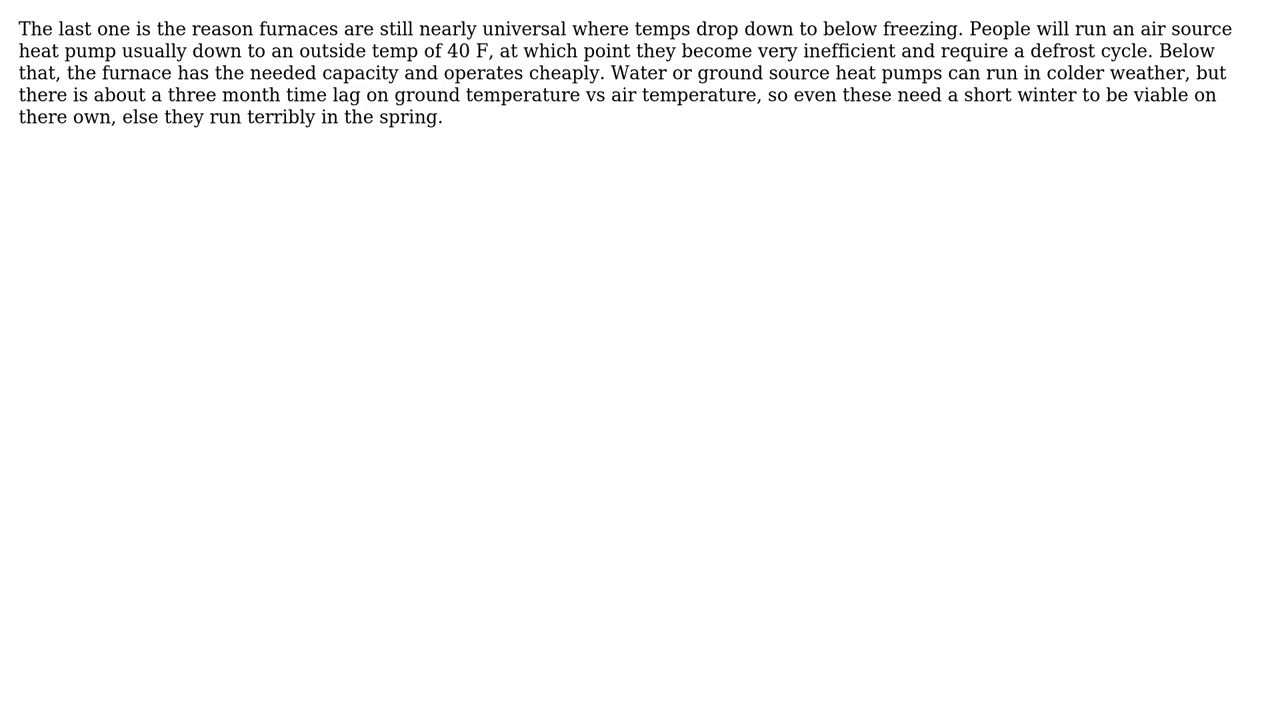 The last one is the reason furnaces are still nearly universal where temps drop down to below freezing. People will run an air source
heat pump usually down to an outside temp of 40 F, at which point they become very inefficient and require a defrost cycle. Below
that, the furnace has the needed capacity and operates cheaply. Water or ground source heat pumps can run in colder weather, but
there is about a three month time lag on ground temperature vs air temperature, so even these need a short winter to be viable on
there own, else they run terribly in the spring.